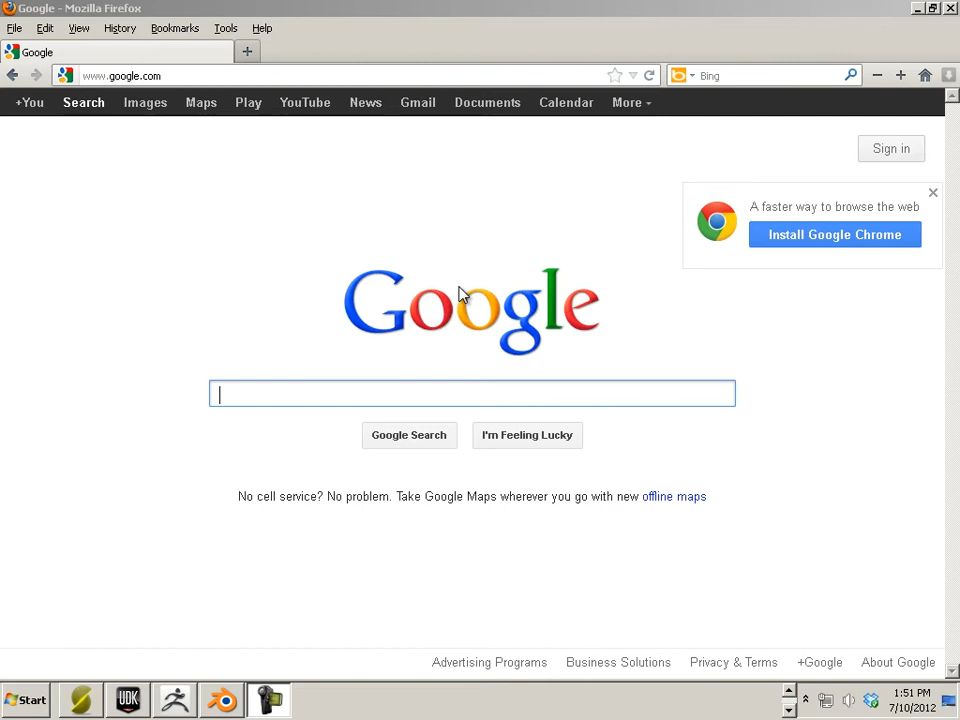 Google - Mozilla Firefox
File Edit View History Bookmarks Tools Help
Google
www.google.com Bing
+You Search Images Maps Play YouTube News Gmail Documents Calendar More
Sign in
A faster way to browse the web
Install Google Chrome
Google
Google Search I'm Feeling Lucky
No cell service? No problem. Take Google Maps wherever you go with new offline maps
Advertising Programs Business Solutions Privacy & Terms +Google About Google
Start UDK 1:51 PM
7/10/2012